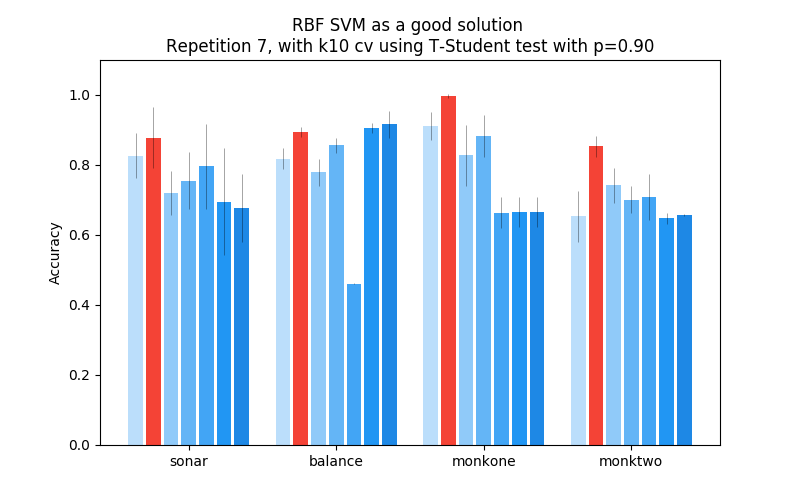 RBF SVM as a good solution
Repetition 7, with k10 cv using T-Student test with p=0.90
1.0
0.8
0.6
0.4
0.2
0.0
Accuracy
sonar
balance
monkone
monktwo